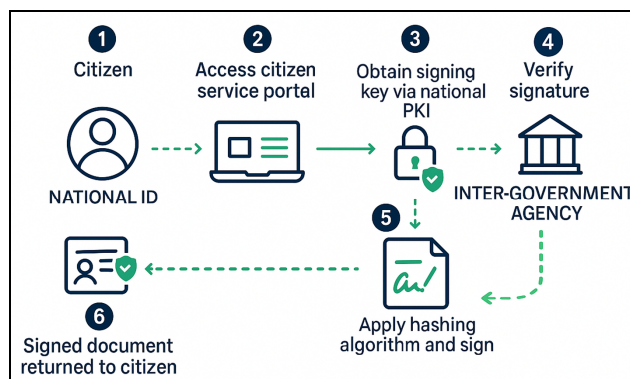 1
Citizen
NATIONAL ID
2
Access citizen
service portal
3
Obtain signing
key via national
PKI
4
Verify
signature
INTER-GOVERNMENT
AGENCY
5
Apply hashing
algorithm and sign
6
Signed document
returned to citizen